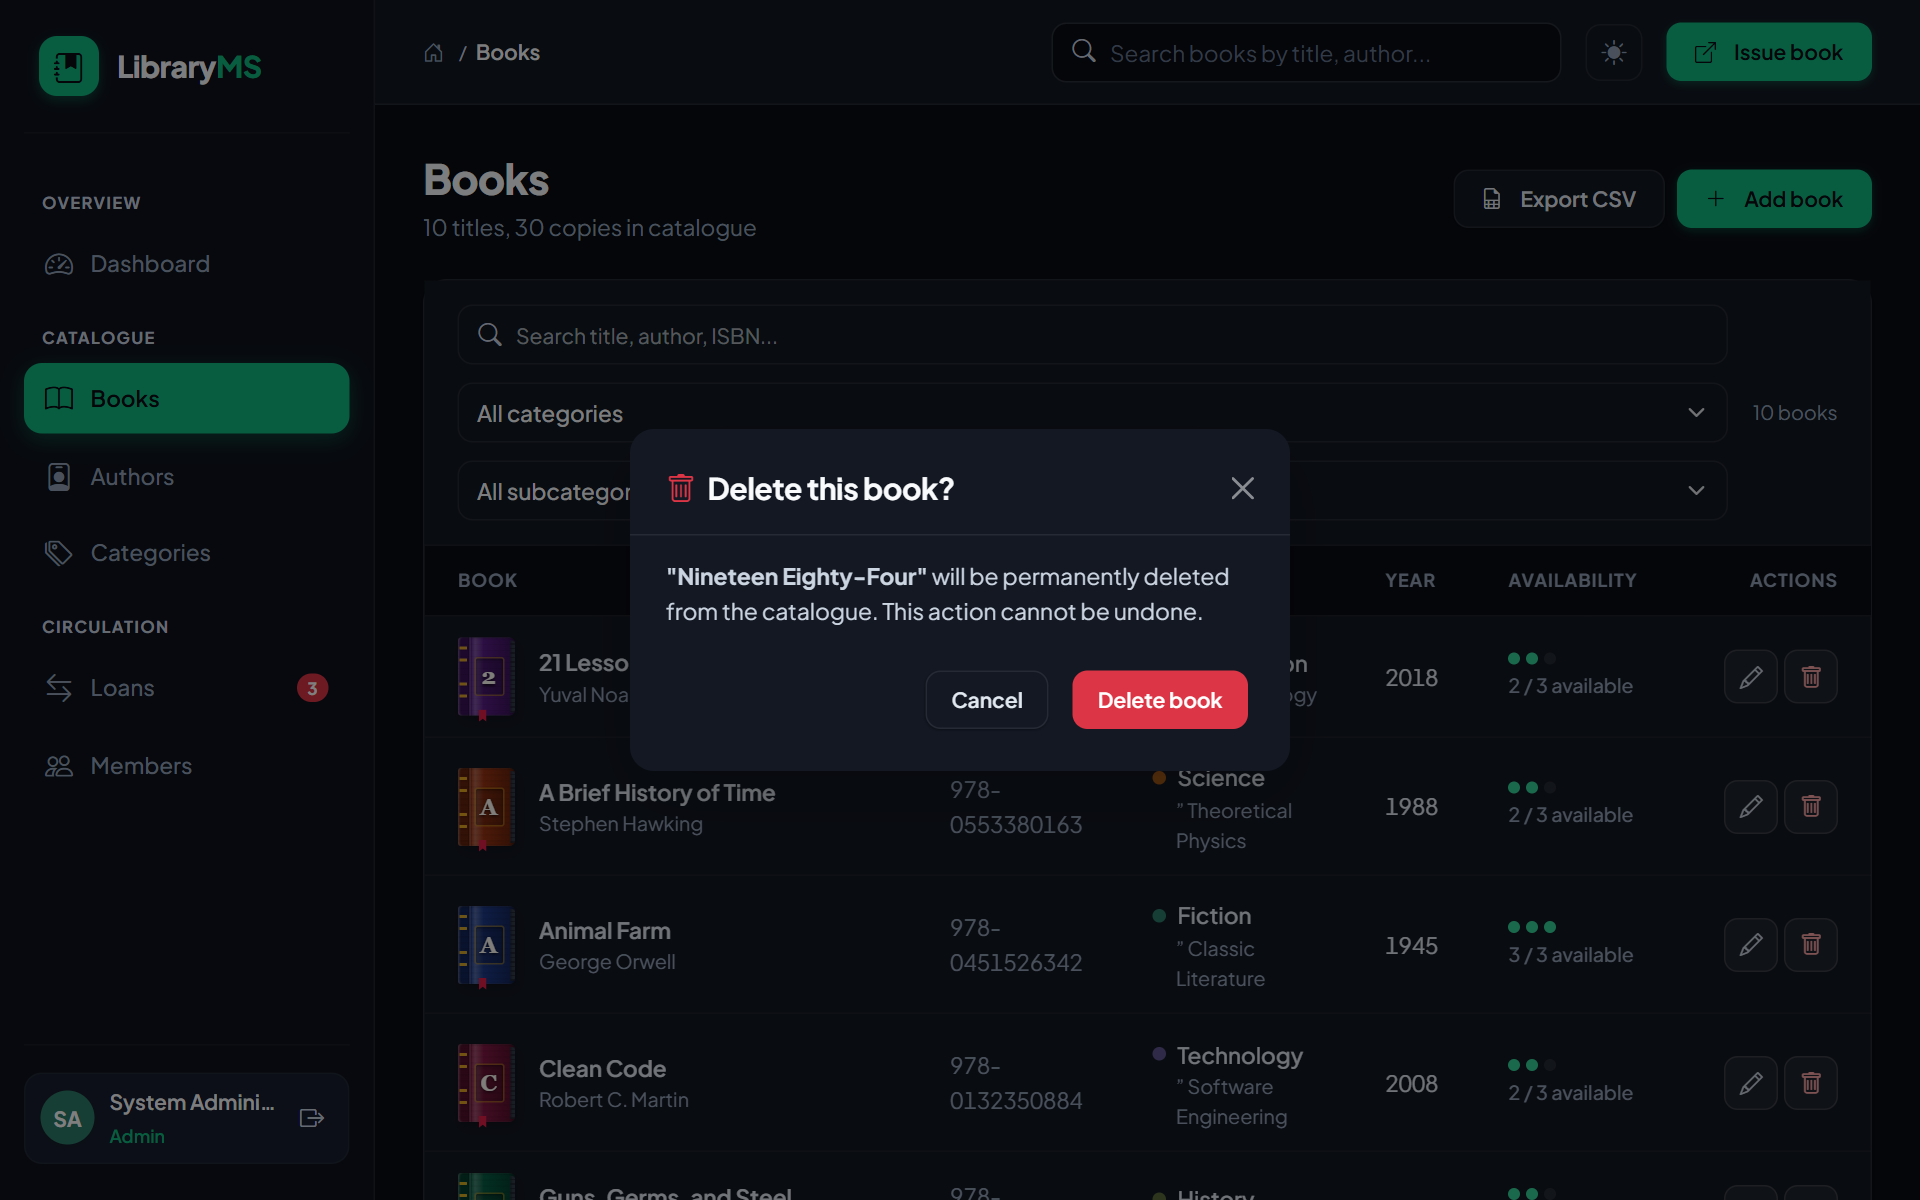 LibraryMS
OVERVIEW
Dashboard
CATALOGUE
Books
Authors
Categories
CIRCULATION
Loans
3
Members
SA
System Admini...
Admin
/ Books
Search books by title, author...
Issue book
Books
10 titles, 30 copies in catalogue
Export CSV
Add book
Search title, author, ISBN...
All categories
10 books
All subcategor
Delete this book?
"Nineteen Eighty-Four" will be permanently deleted
from the catalogue. This action cannot be undone.
Cancel
Delete book
BOOK
YEAR
AVAILABILITY
ACTIONS
2
21 Lesso
Yuval Noa
on
gy
2018
2 / 3 available
A
A Brief History of Time
Stephen Hawking
978-
0553380163
Science
" Theoretical
Physics
1988
2 / 3 available
A
Animal Farm
George Orwell
978-
0451526342
Fiction
" Classic
Literature
1945
3 / 3 available
C
Clean Code
Robert C. Martin
978-
0132350884
Technology
" Software
Engineering
2008
2 / 3 available
Guns, Germs, and Steel
978-
History